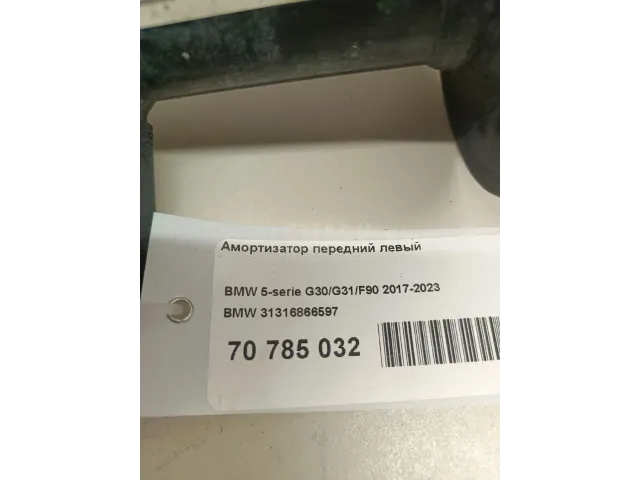 Амортизатор передний левый
BMW 5-serie G30/G31/F90 2017-2023
BMW 31316866597
70 785 032